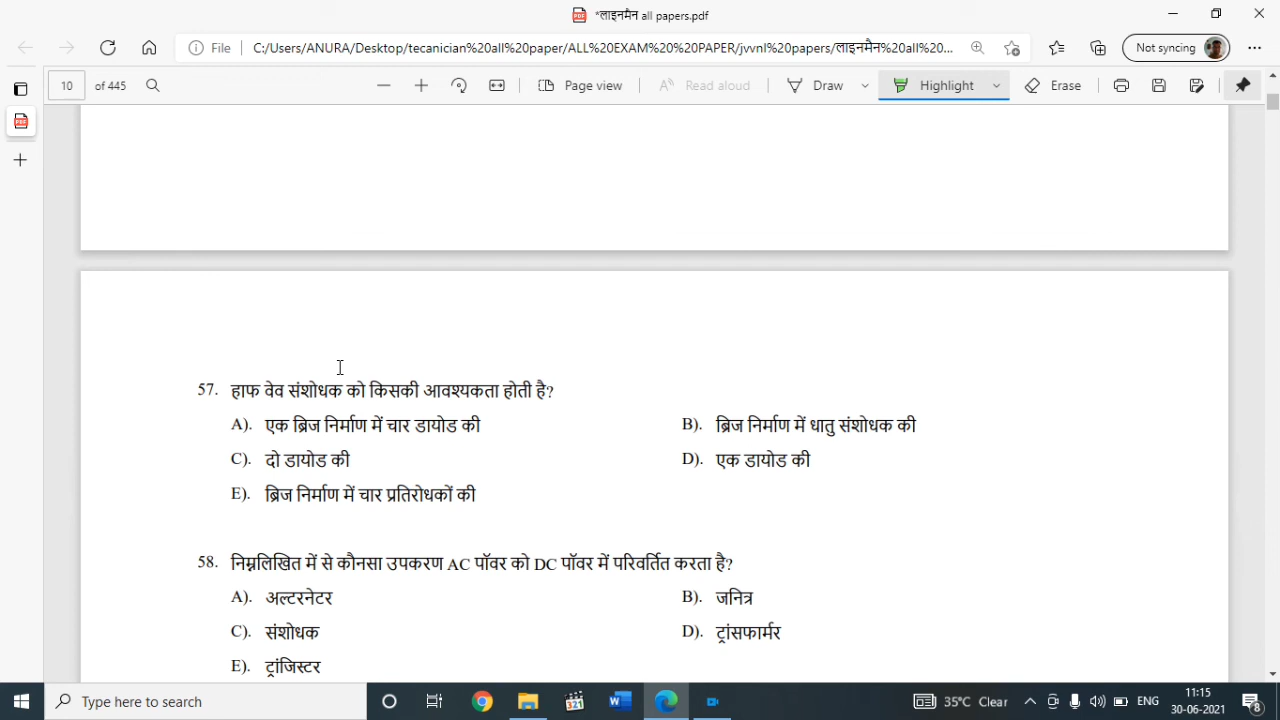 *लाइनमैन all papers.pdf
File
C:/Users/ANURA/Desktop/tecanician%20all%20paper/ALL%20EXAM%20%20PAPER/jvvnl%20papers/लाइनमैन%20all%20...
Not syncing
10 of 445
Page view
Read aloud
Draw
Highlight
Erase
57. हाफ वेव संशोधक को किसकी आवश्यकता होती है?
A). एक ब्रिज निर्माण में चार डायोड की B). ब्रिज निर्माण में धातु संशोधक की
C). दो डायोड की D). एक डायोड की
E). ब्रिज निर्माण में चार प्रतिरोधकों की
58. निम्नलिखित में से कौनसा उपकरण AC पॉवर को DC पॉवर में परिवर्तित करता है?
A). अल्टरनेटर B). जनित्र
C). संशोधक D). ट्रांसफार्मर
E). ट्रांजिस्टर
Type here to search
321
35°C Clear
ENG
11:15
30-06-2021
8